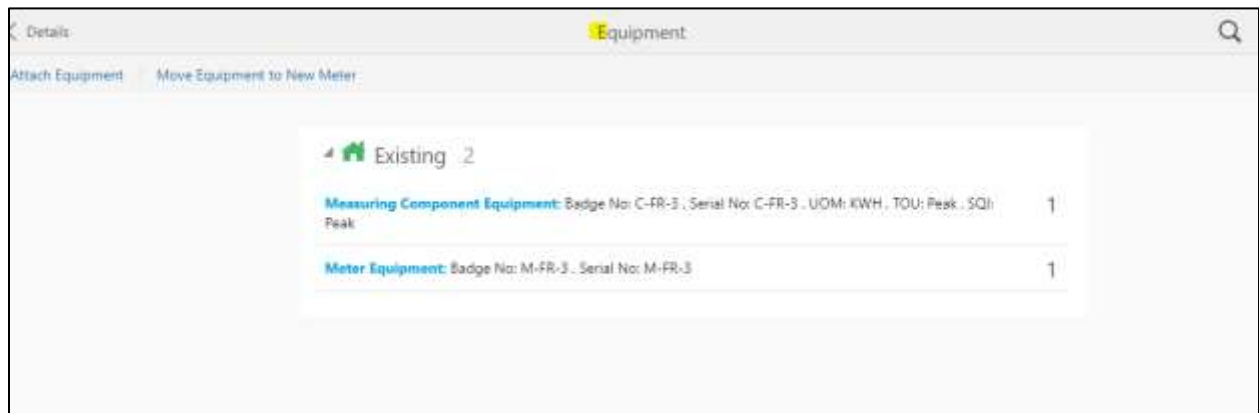 Details
Equipment
Attach Equipment
Move Equipment to New Meter
Existing 2
Measuring Component Equipment: Badge No: C-FR-3 . Serial No: C-FR-3 . UOM: KWH . TOU: Peak . SQI: 1
Peak
Meter Equipment: Badge No: M-FR-3 . Serial No: M-FR-3 1